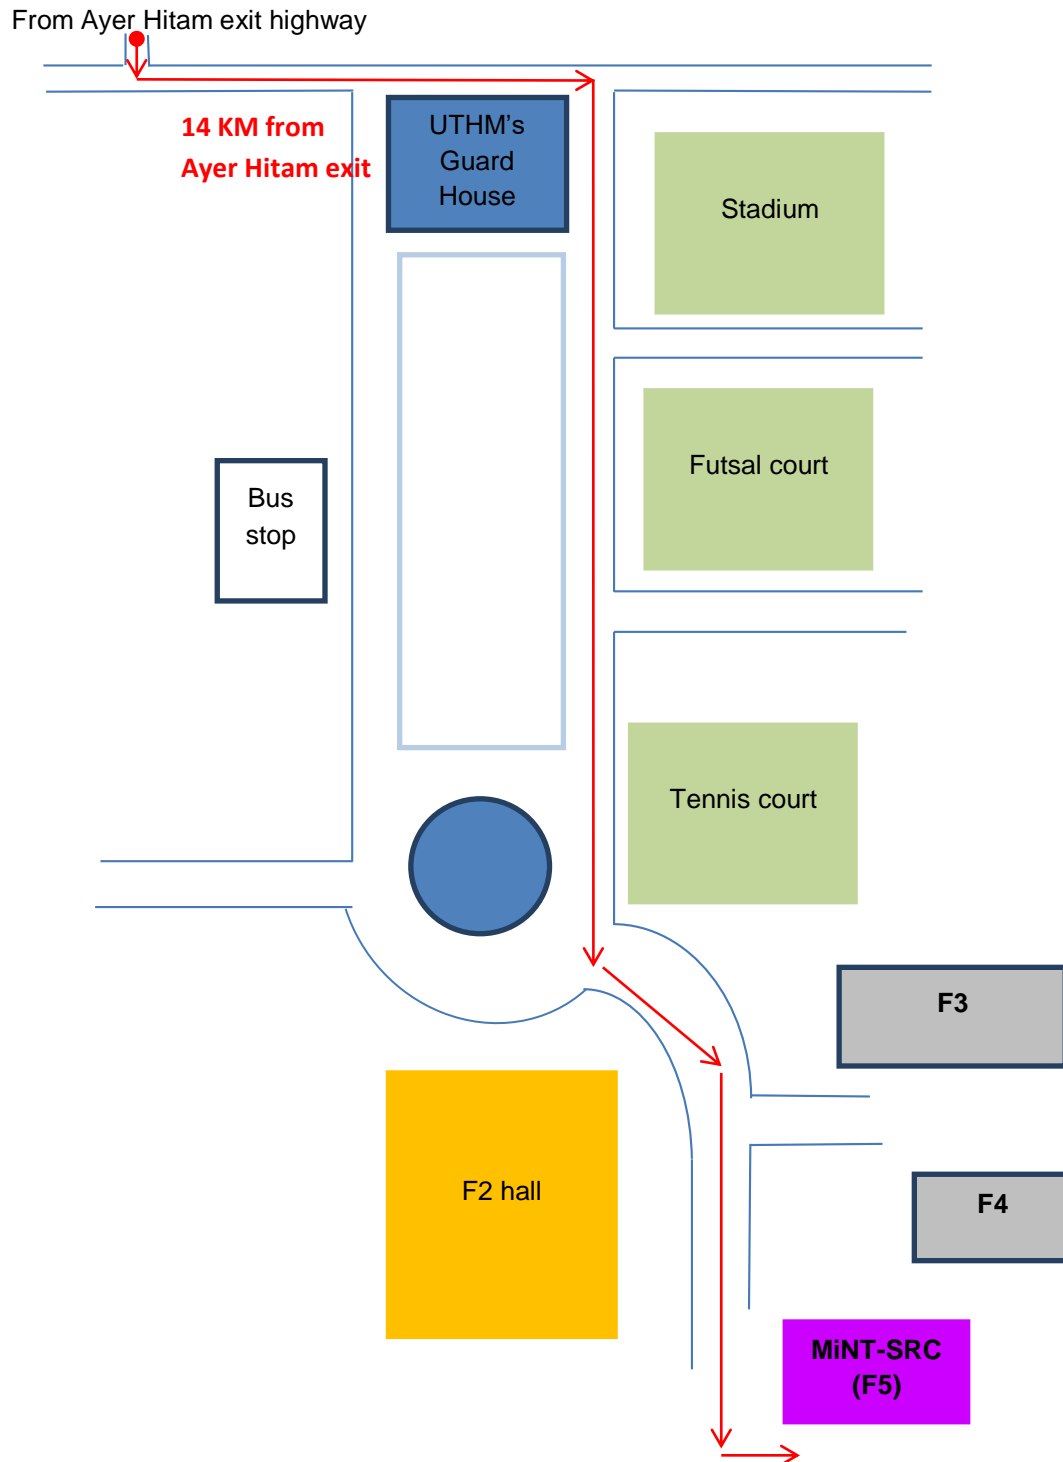 From Ayer Hitam exit highway
14 KM from
Ayer Hitam exit
UTHM's
Guard
House
Stadium
Futsal court
Bus
stop
Tennis court
F3
F2 hall
F4
MiNT-SRC
(F5)